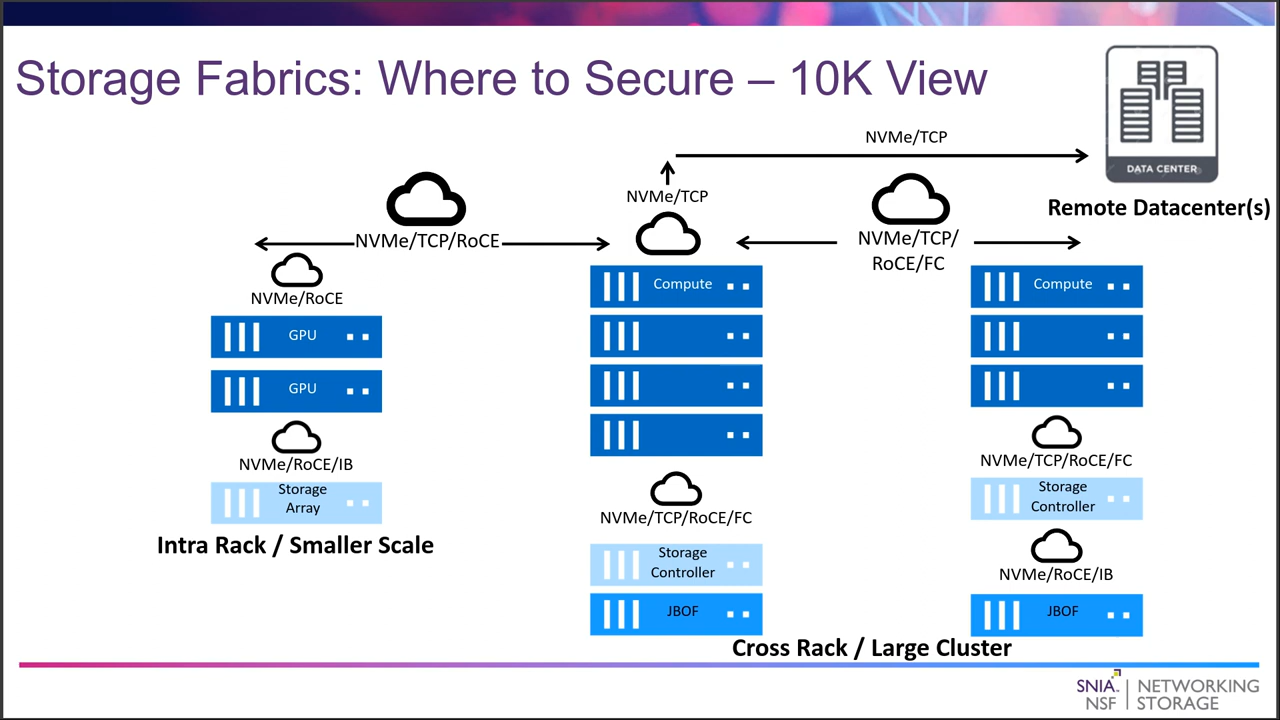 Storage Fabrics: Where to Secure – 10K View
NVMe/TCP
DATA CENTER
NVMe/TCP
Remote Datacenter(s)
NVMe/TCP/RoCE
NVMe/TCP/
RoCE/FC
NVMe/RoCE
GPU
GPU
NVMe/RoCE/IB
Storage
Array
Intra Rack / Smaller Scale
Compute
NVMe/TCP/RoCE/FC
Storage
Controller
JBOF
Compute
NVMe/TCP/RoCE/FC
Storage
Controller
NVMe/RoCE/IB
JBOF
Cross Rack / Large Cluster
SNIA
NSF
NETWORKING
STORAGE